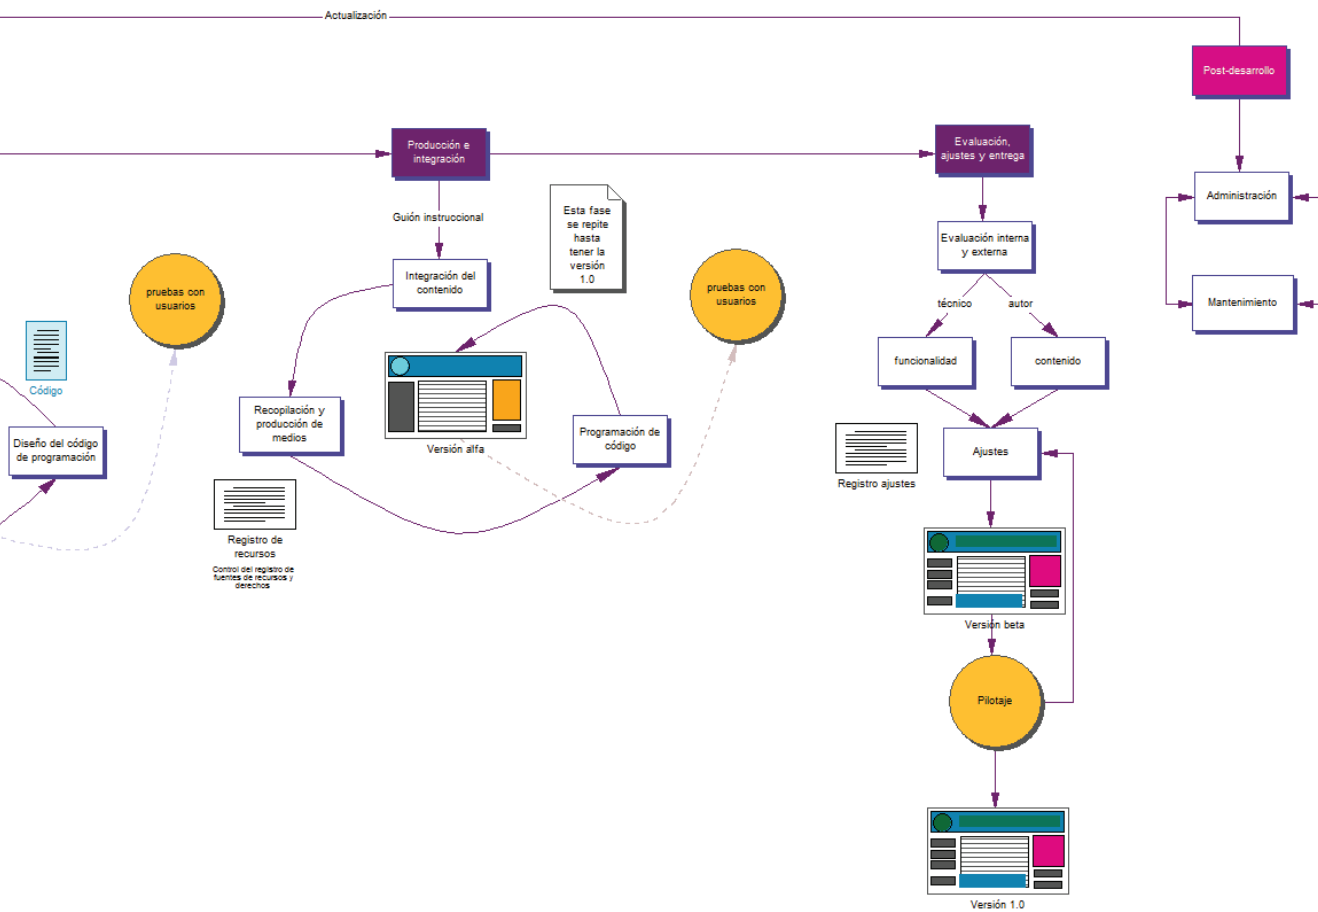 Actualización
Post-desarrollo
Producción e
integración
Evaluación,
ajustes y entrega
Administración
Guión instruccional
Esta fase
se repite
hasta
tener la
versión
1.0
Evaluación interna
y externa
Integración del
contenido
pruebas con
usuarios
pruebas con
usuarios
técnico
autor
Mantenimiento
funcionalidad
contenido
Código
Recopilación y
producción de
medios
Versión alfa
Programación de
código
Diseño del código
de programación
Ajustes
Registro ajustes
Registro de
recursos
Control del registro de
fuentes de recursos y
derechos
Versión beta
Pilotaje
Versión 1.0